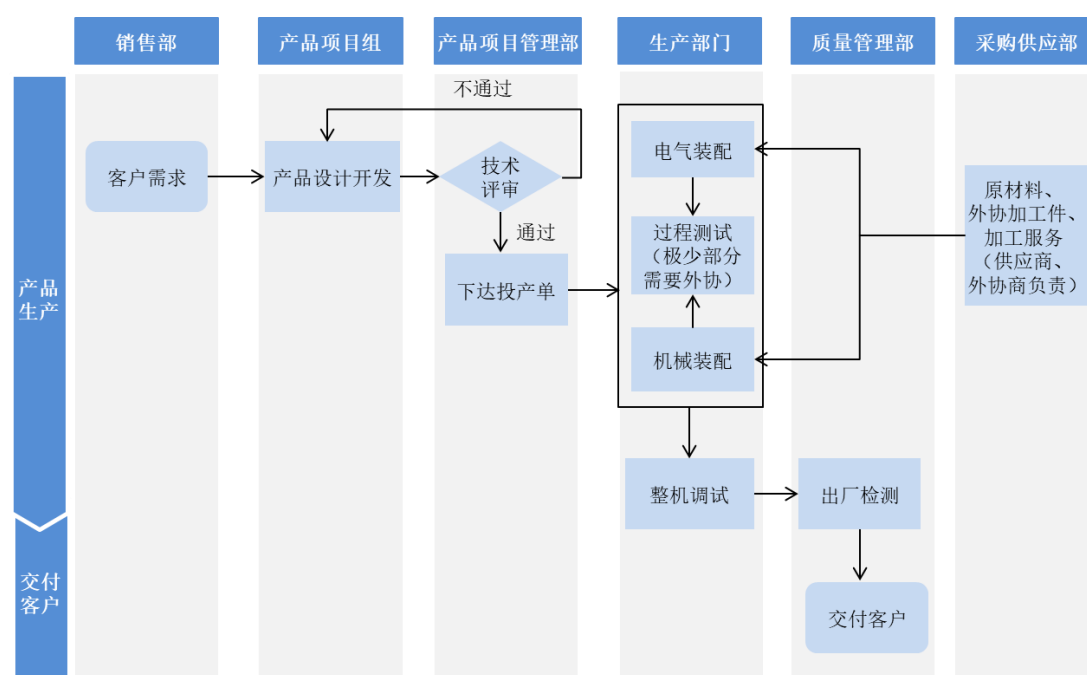 销售部
产品项目组
产品项目管理部
生产部门
质量管理部
采购供应部
产品
生产
交付
客户
客户需求
产品设计开发
不通过
技术
评审
通过
下达投产单
电气装配
过程测试
（极少部分
需要外协）
机械装配
整机调试
出厂检测
交付客户
原材料、
外协加工件、
加工服务
（供应商、
外协商负责）